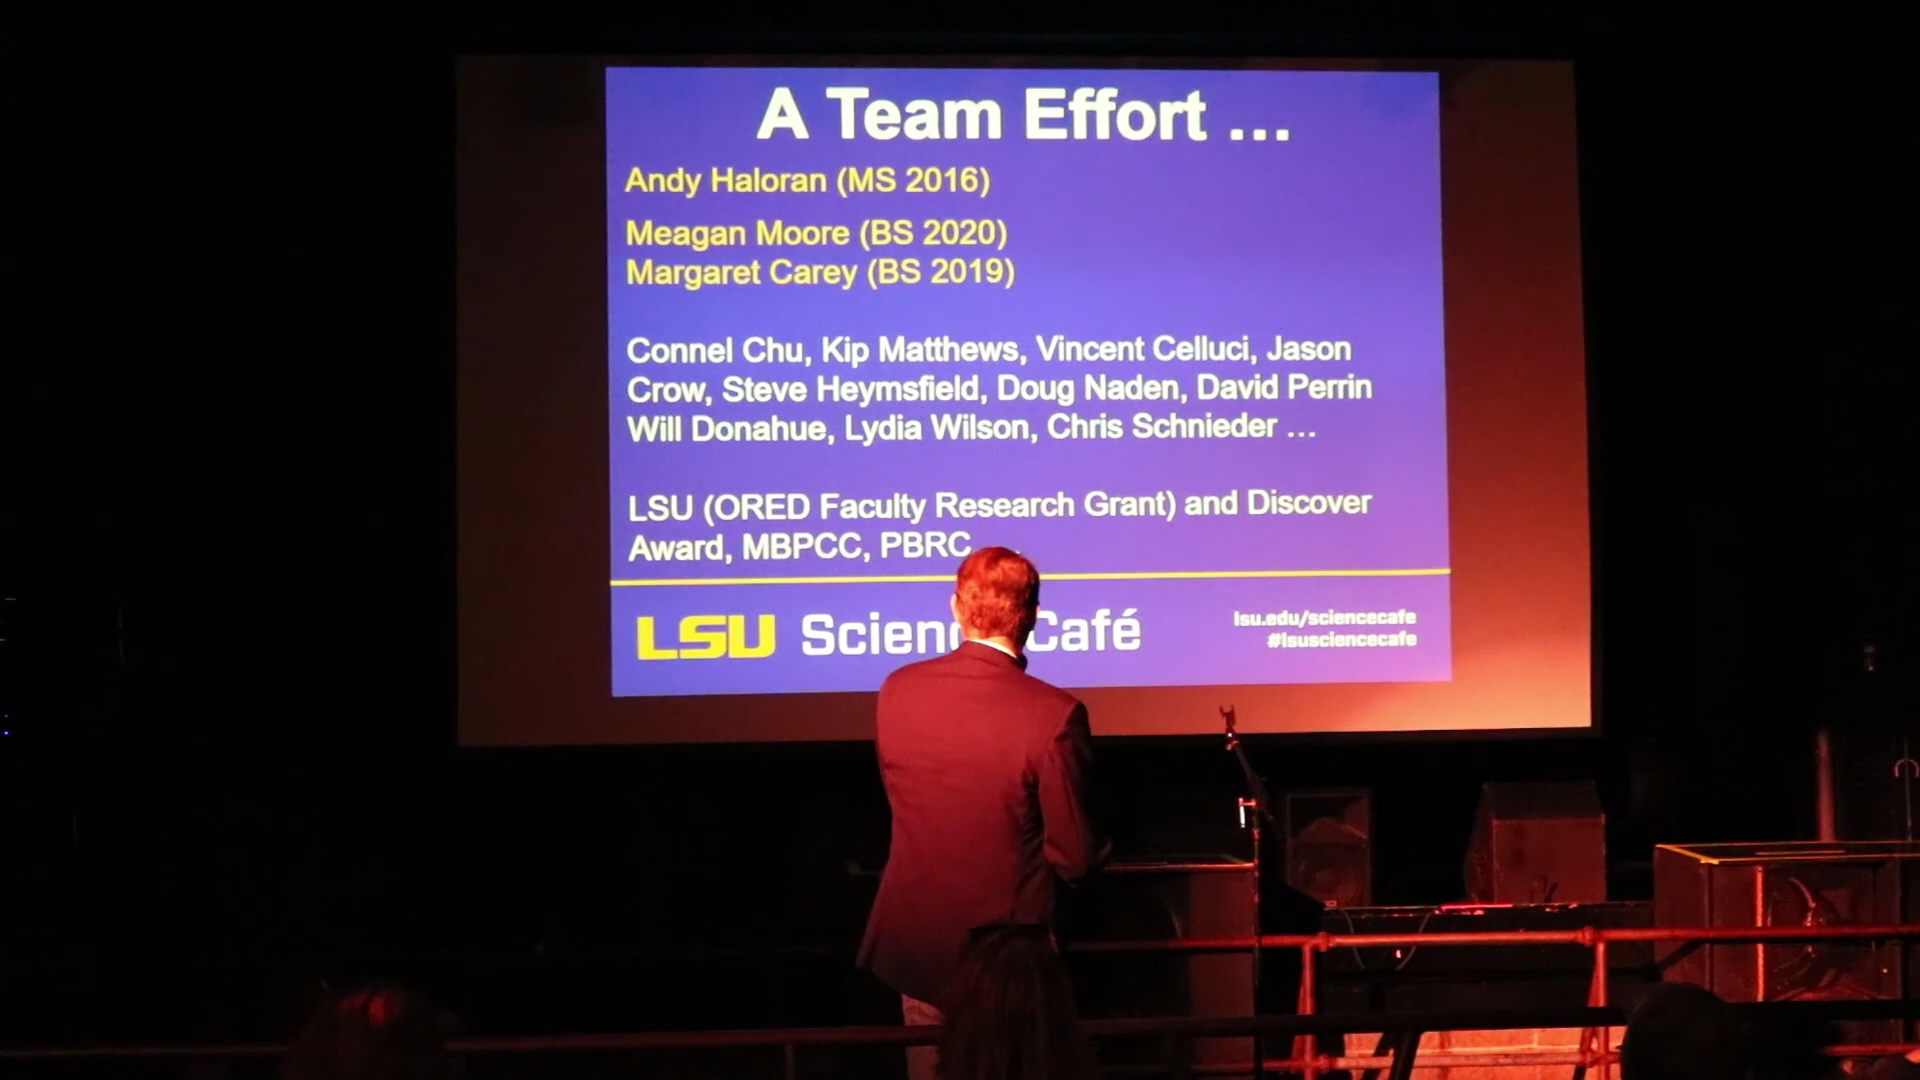 A Team Effort ...
Andy Haloran (MS 2016)
Meagan Moore (BS 2020)
Margaret Carey (BS 2019)
Connel Chu, Kip Matthews, Vincent Celluci, Jason
Crow, Steve Heymsfield, Doug Naden, David Perrin
Will Donahue, Lydia Wilson, Chris Schnieder ...
LSU (ORED Faculty Research Grant) and Discover
Award, MBPCC, PBRC
LSU Café
lsu.edu/sciencecafe
#lsusciencecafe